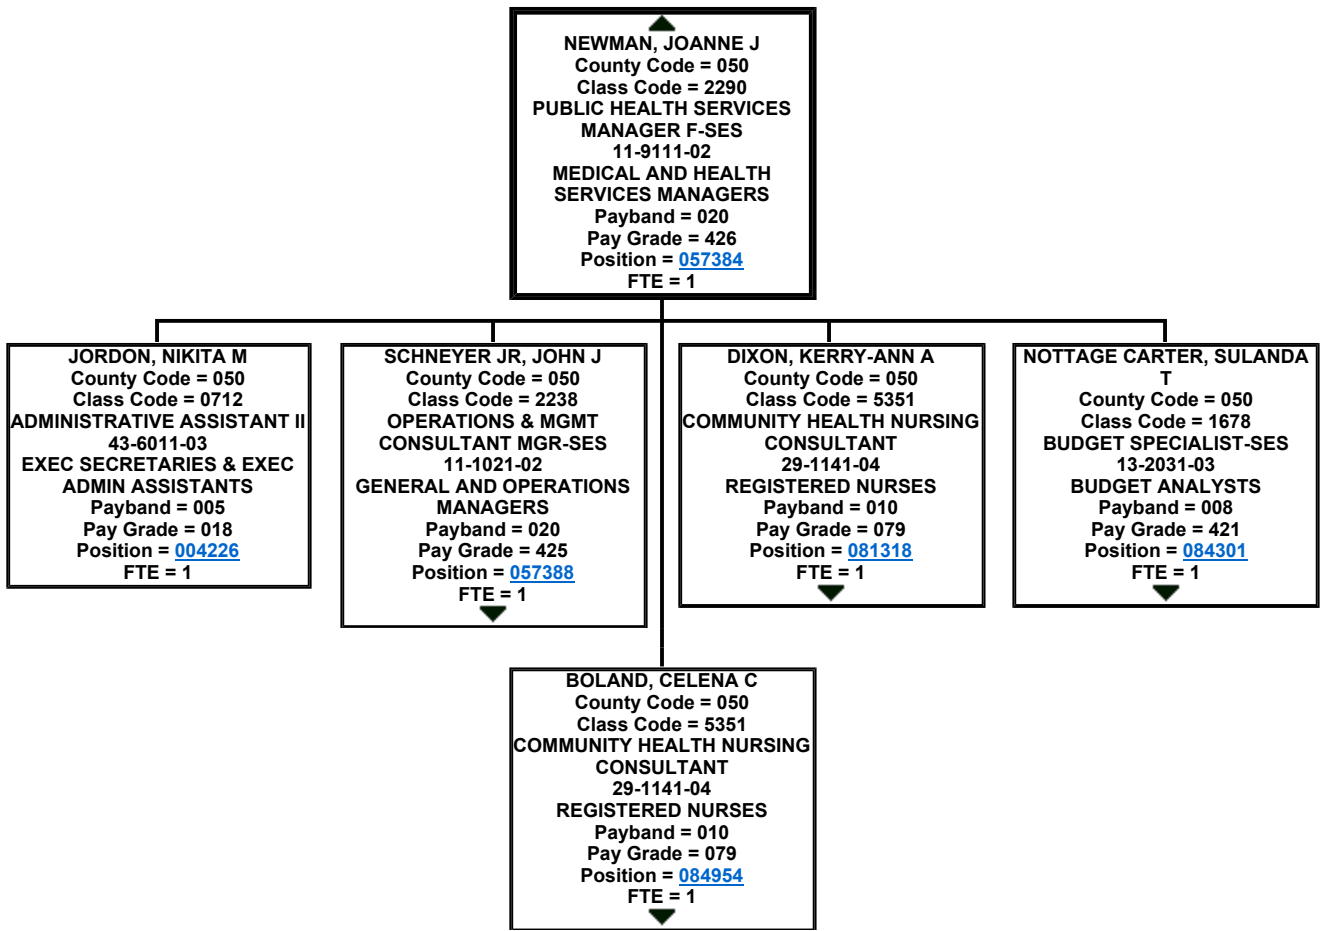 NEWMAN, JOANNE J
County Code = 050
Class Code = 2290
PUBLIC HEALTH SERVICES
MANAGER F-SES
11-9111-02
MEDICAL AND HEALTH
SERVICES MANAGERS
Payband = 020
Pay Grade = 426
Position = 057384
FTE = 1
JORDON, NIKITA M
County Code = 050
Class Code = 0712
ADMINISTRATIVE ASSISTANT II
43-6011-03
EXEC SECRETARIES & EXEC
ADMIN ASSISTANTS
Payband = 005
Pay Grade = 018
Position = 004226
FTE = 1
SCHNEYER JR, JOHN J
County Code = 050
Class Code = 2238
OPERATIONS & MGMT
CONSULTANT MGR-SES
11-1021-02
GENERAL AND OPERATIONS
MANAGERS
Payband = 020
Pay Grade = 425
Position = 057388
FTE = 1
DIXON, KERRY-ANN A
County Code = 050
Class Code = 5351
COMMUNITY HEALTH NURSING
CONSULTANT
29-1141-04
REGISTERED NURSES
Payband = 010
Pay Grade = 079
Position = 081318
FTE = 1
NOTTAGE CARTER, SULANDA
T
County Code = 050
Class Code = 1678
BUDGET SPECIALIST-SES
13-2031-03
BUDGET ANALYSTS
Payband = 008
Pay Grade = 421
Position = 084301
FTE = 1
BOLAND, CELENA C
County Code = 050
Class Code = 5351
COMMUNITY HEALTH NURSING
CONSULTANT
29-1141-04
REGISTERED NURSES
Payband = 010
Pay Grade = 079
Position = 084954
FTE = 1